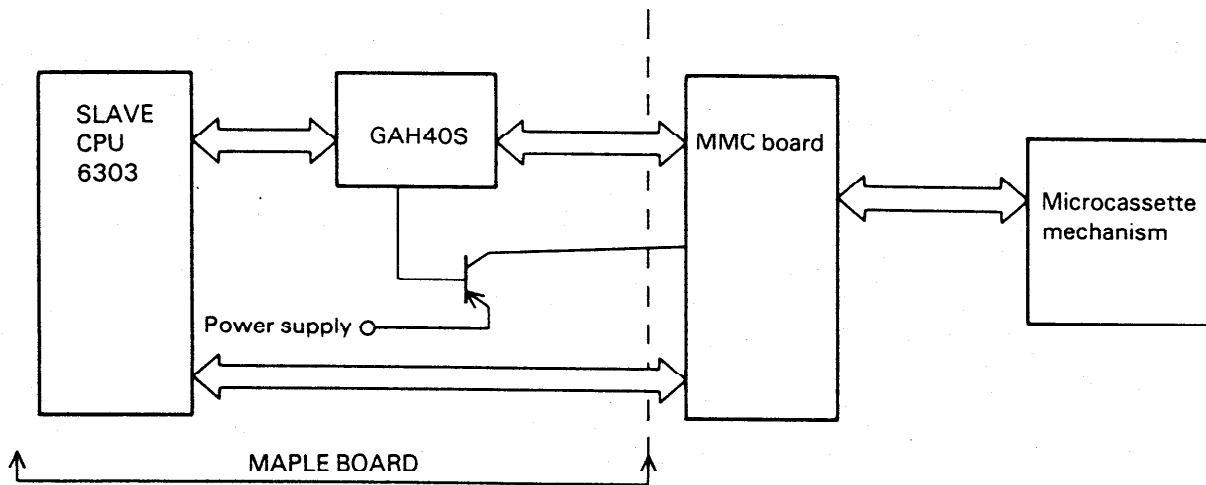 SLAVE
CPU
6303
GAH40S
MMC board
Microcassette
mechanism
Power supply
MAPLE BOARD